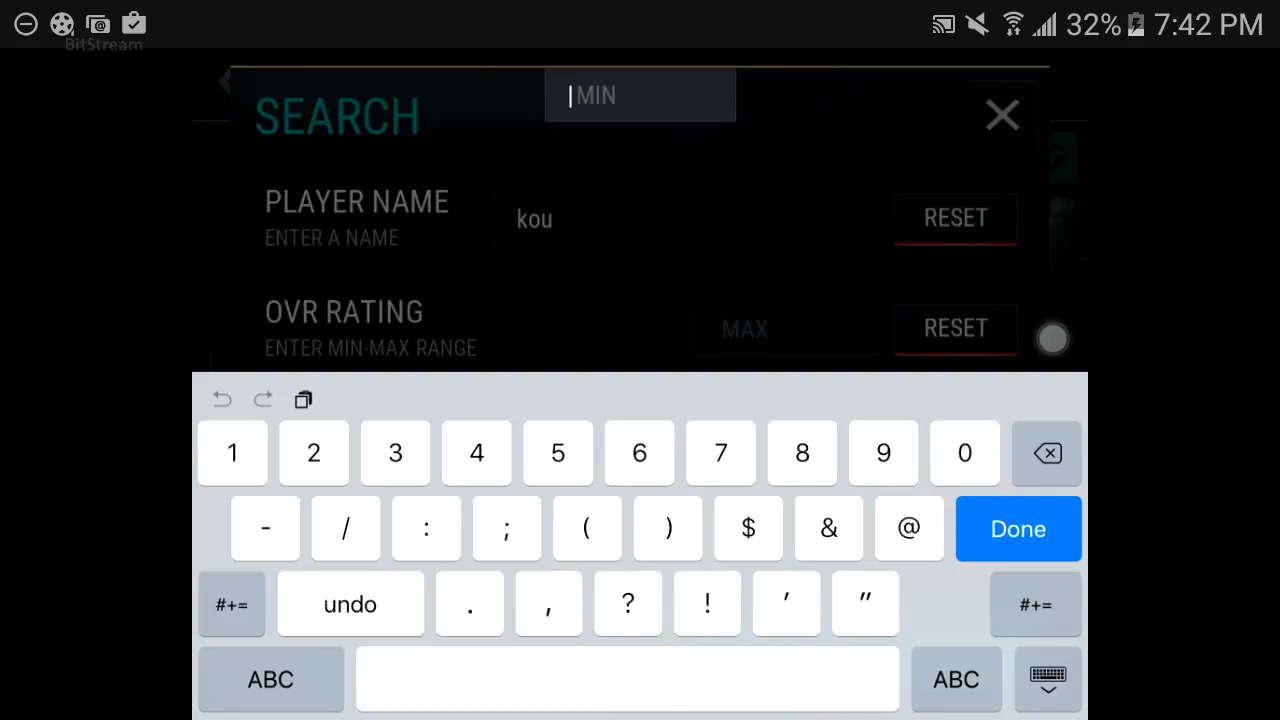 32% 7:42 PM
BitStream
SEARCH
MIN
PLAYER NAME
ENTER A NAME
kou
RESET
OVR RATING
ENTER MIN-MAX RANGE
MAX
RESET
1 2 3 4 5 6 7 8 9 0
- / : ; ( ) $ & @ Done
#+= undo . , ? ! ' " #+=
ABC ABC